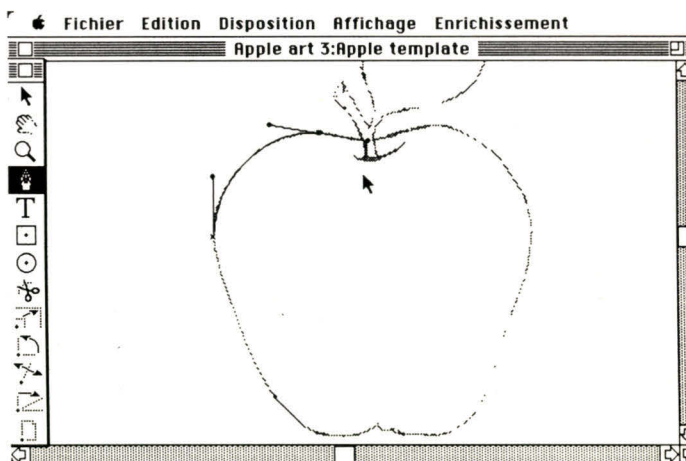 Fichier Edition Disposition Affichage Enrichissement
Apple art 3:Apple template
T